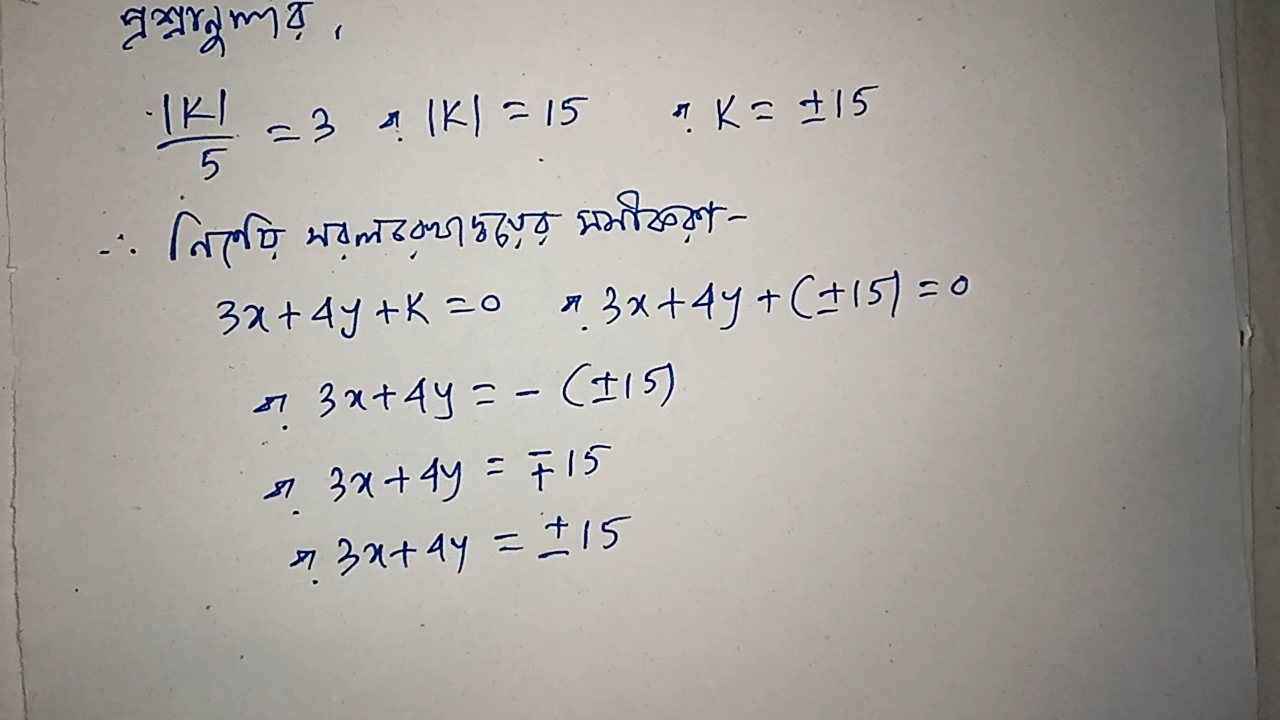 প্রশ্নানুসারে,
|K|/5 = 3 বা, |K| = 15 বা, K = ±15
∴ নির্ণেয় সরলরেখাদ্বয়ের সমীকরণ -
3x + 4y + K = 0 বা, 3x + 4y + (±15) = 0
বা, 3x + 4y = - (±15)
বা, 3x + 4y = ∓15
বা, 3x + 4y = ±15